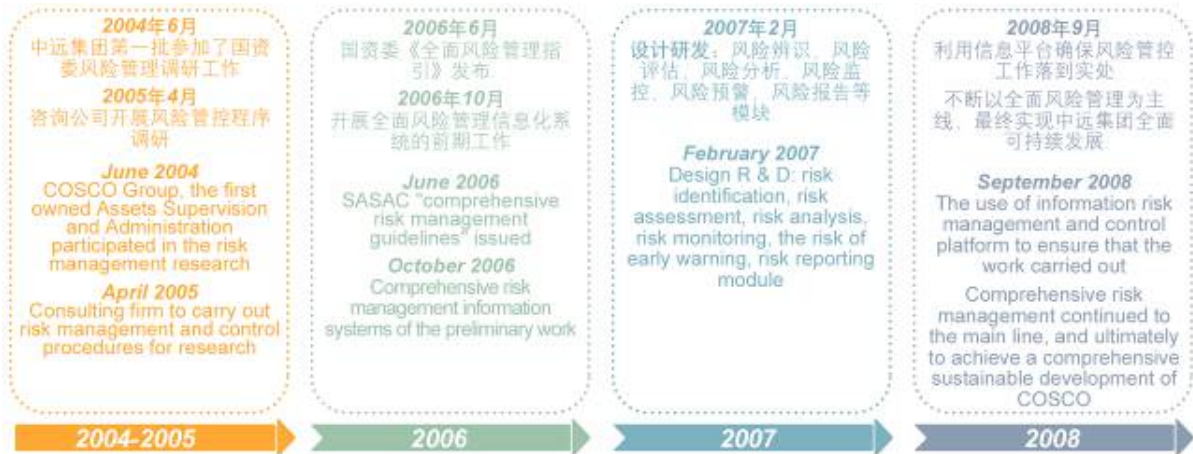 2004年6月
中远集团第一批参加了国资
委风险管理调研工作
2005年4月
咨询公司开展风险管控程序
调研
June 2004
COSCO Group, the first
owned Assets Supervision
and Administration
participated in the risk
management research
April 2005
Consulting firm to carry out
risk management and control
procedures for research
2004-2005
2006年6月
国资委《全面风险管理指
引》发布
2006年10月
开展全面风险管理信息化系
统的前期工作
June 2006
SASAC "comprehensive
risk management
guidelines" issued
October 2006
Comprehensive risk
management information
systems of the preliminary work
2006
2007年2月
设计研发：风险辨识、风险
评估、风险分析、风险监
控、风险预警、风险报告等
模块
February 2007
Design R & D: risk
identification, risk
assessment, risk analysis,
risk monitoring, the risk of
early warning, risk reporting
module
2007
2008年9月
利用信息平台确保风险管控
工作落到实处
不断以全面风险管理为主
线、最终实现中远集团全面
可持续发展
September 2008
The use of information risk
management and control
platform to ensure that the
work carried out
Comprehensive risk
management continued to
the main line, and ultimately
to achieve a comprehensive
sustainable development of
COSCO
2008